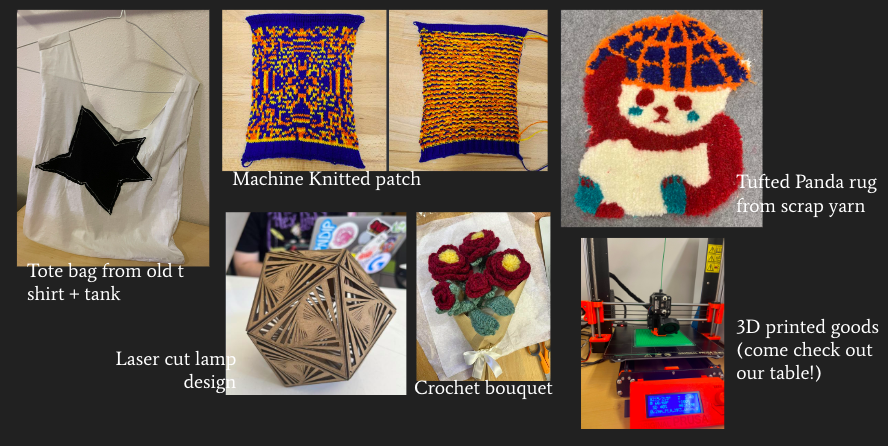 Machine Knitted patch
Tufted Panda rug
from scrap yarn
Tote bag from old t
shirt + tank
Laser cut lamp
design
Crochet bouquet
3D printed goods
(come check out
our table!)